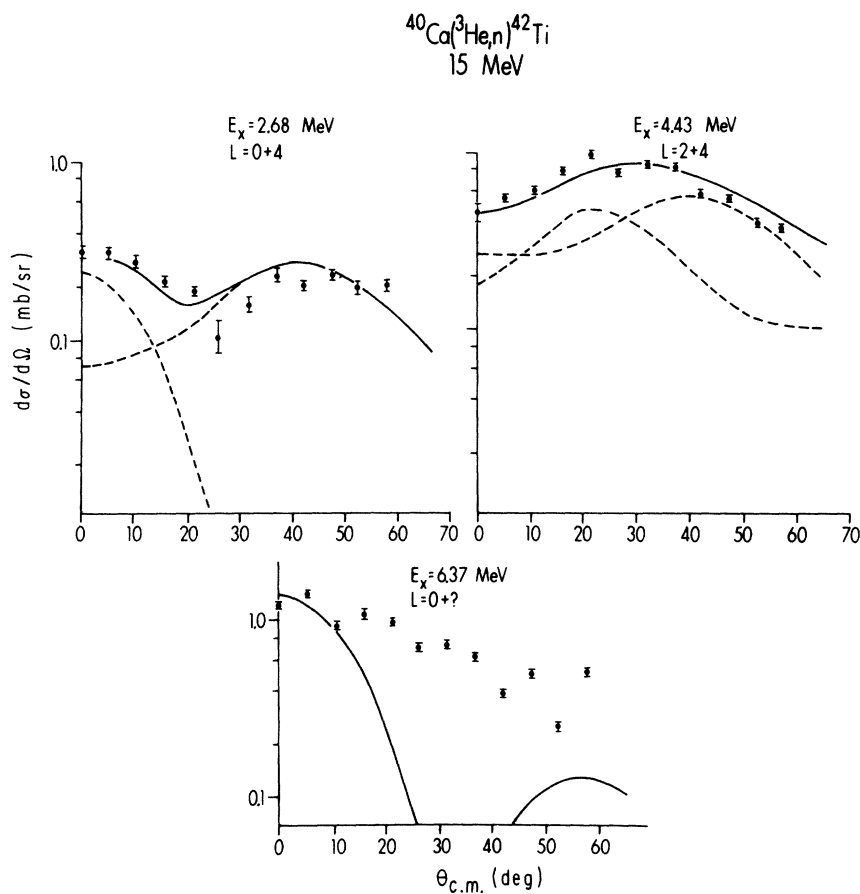 ⁴⁰Ca(³He,n)⁴²Ti
15 MeV
Eₓ=2.68 MeV
L=0+4
Eₓ=4.43 MeV
L=2+4
1.0
0.1
dσ/dΩ (mb/sr)
0 10 20 30 40 50 60 70
0 10 20 30 40 50 60 70
Eₓ=6.37 MeV
L=0+?
1.0
0.1
0 10 20 30 40 50 60
θc.m. (deg)